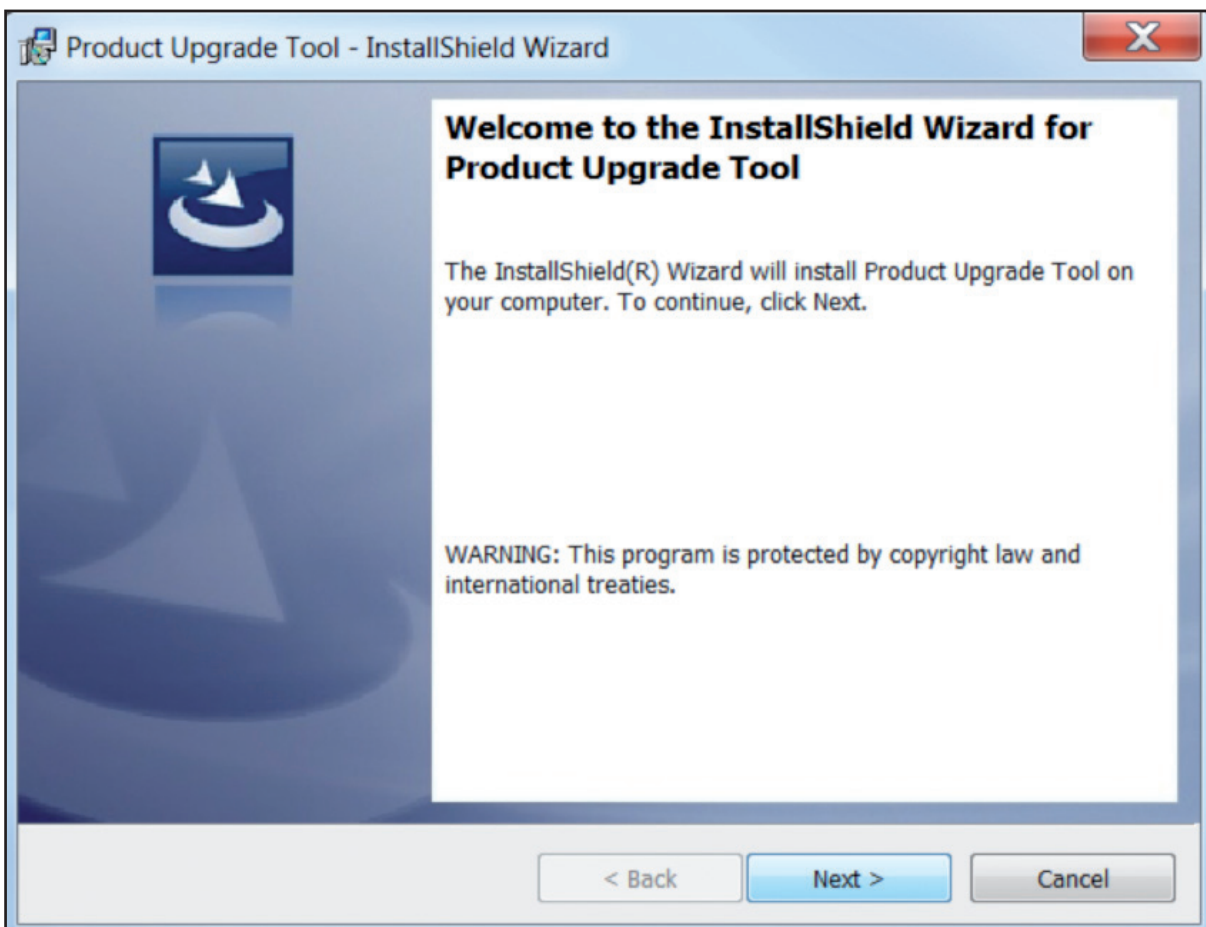 Product Upgrade Tool - InstallShield Wizard
Welcome to the InstallShield Wizard for
Product Upgrade Tool
The InstallShield(R) Wizard will install Product Upgrade Tool on
your computer. To continue, click Next.
WARNING: This program is protected by copyright law and
international treaties.
< Back
Next >
Cancel